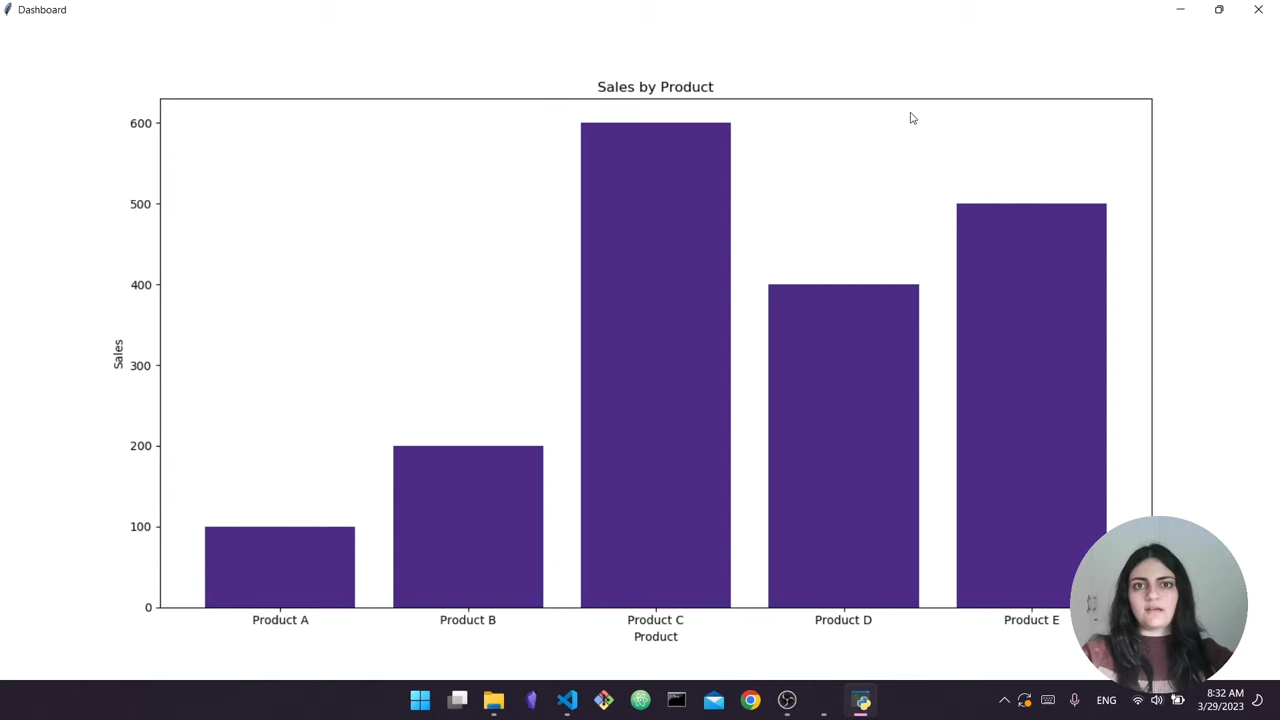 Dashboard
Sales by Product
600
500
400
300
200
100
0
Sales
Product A
Product B
Product C
Product D
Product E
Product
ENG
8:32 AM
3/29/2023